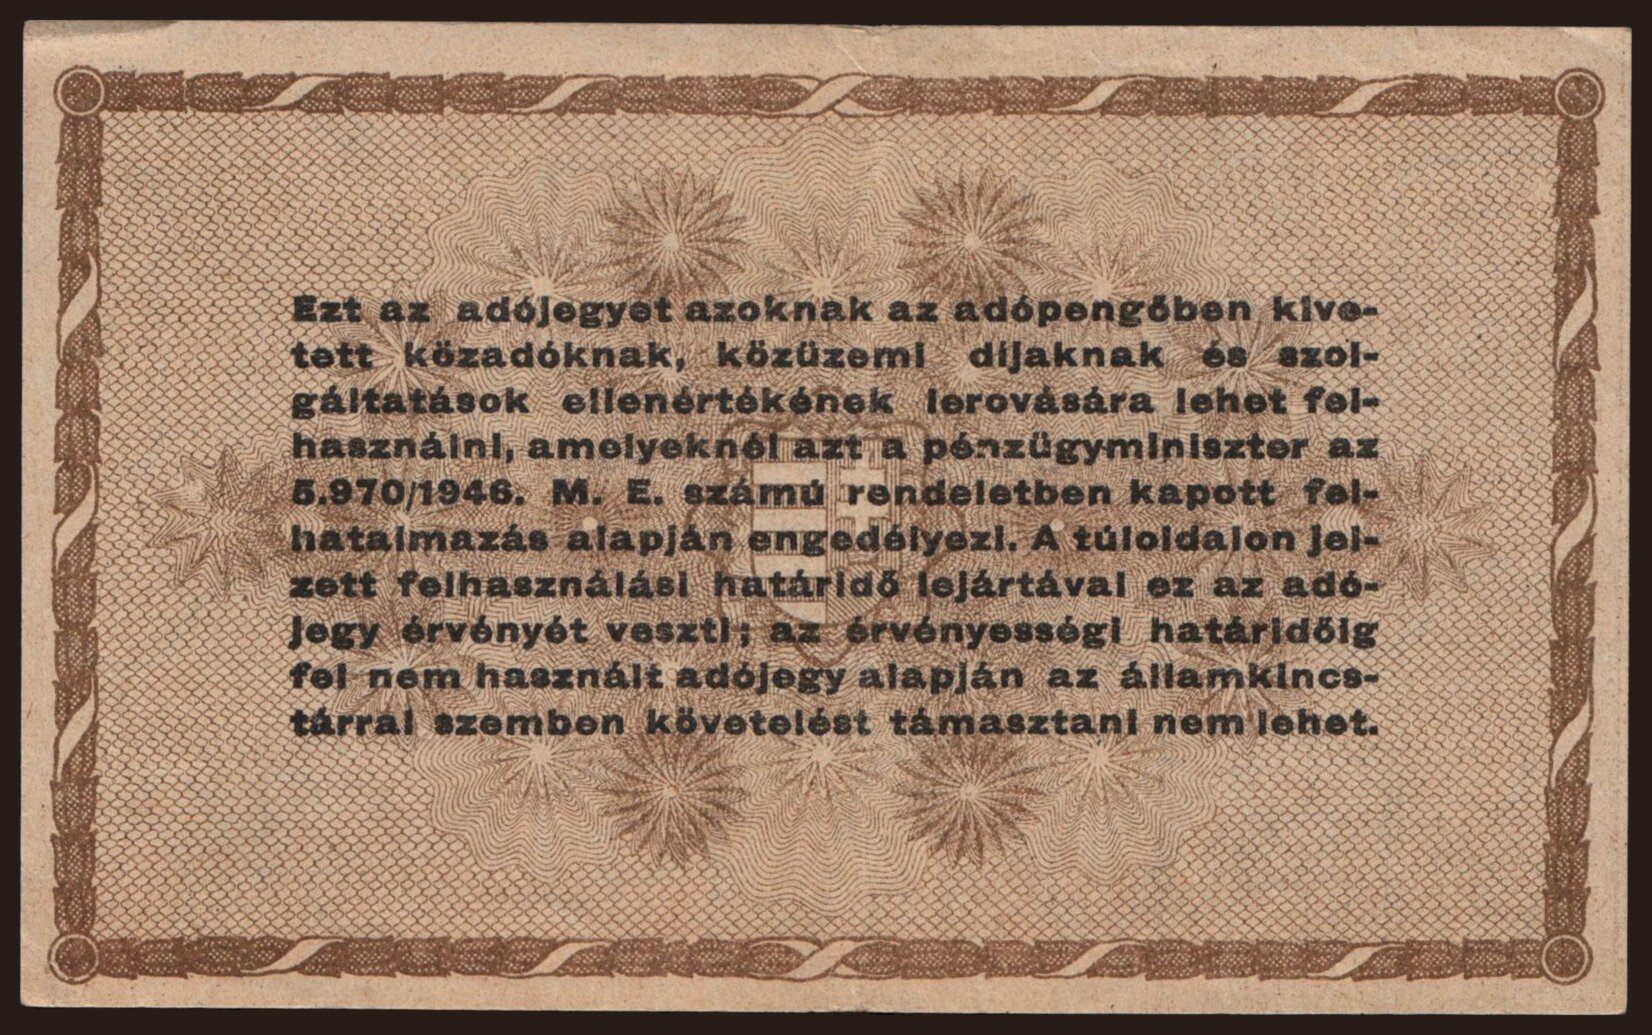 Ezt az adójegyet azoknak az adópengőben kive-
tett közadóknak, közüzemi díjaknak és szol-
gáltatások ellenértékének lerovására lehet fel-
használni, amelyeknél azt a pénzügyminiszter az
5.970/1946. M. E. számú rendeletben kapott fel-
hatalmazás alapján engedélyezi. A túloldalon jel-
zett felhasználási határidő lejártával ez az adó-
jegy érvényét veszti; az érvényességi határidőig
fel nem használt adójegy alapján az államkincs-
tárral szemben követelést támasztani nem lehet.